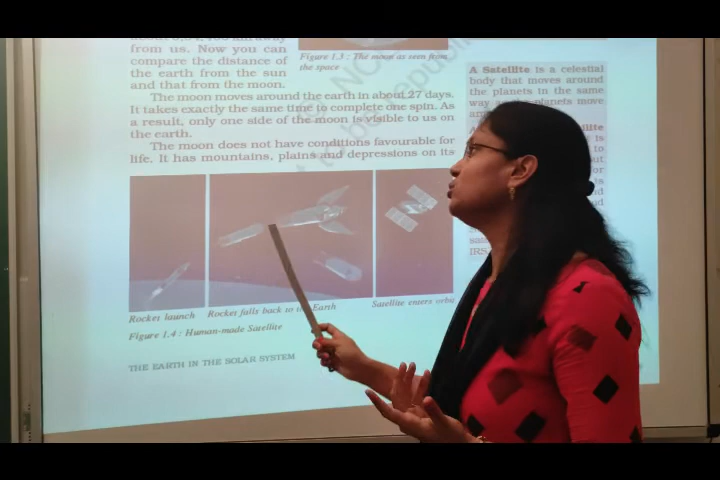 from us. Now you can
compare the distance of
the earth from the sun
and that from the moon.
Figure 1.3 : The moon as seen from
the space
The moon moves around the earth in about 27 days.
It takes exactly the same time to complete one spin. As
a result, only one side of the moon is visible to us on
the earth.
The moon does not have conditions favourable for
life. It has mountains, plains and depressions on its
Rocket launch
Rocket falls back to the Earth
Satellite enters orbit
Figure 1.4 : Human-made Satellite
THE EARTH IN THE SOLAR SYSTEM
A Satellite is a celestial
body that moves around
the planets in the same
way as the planets move